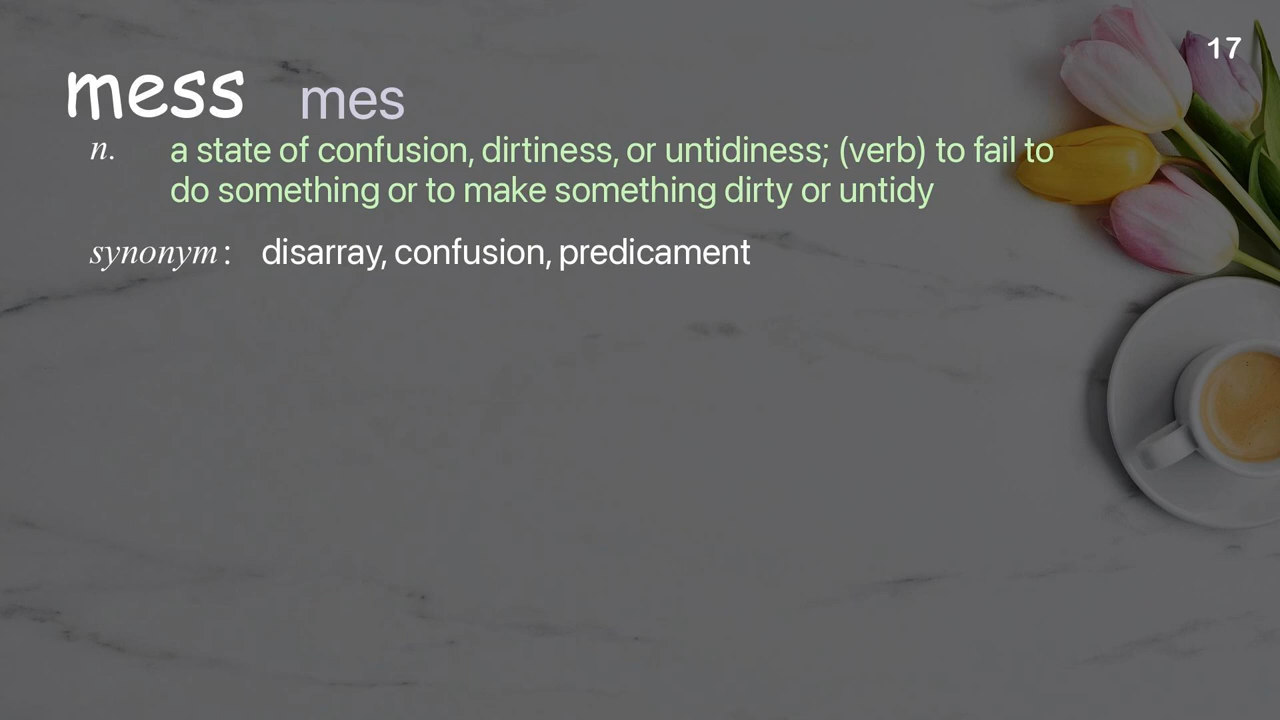 17
mess mes
n. a state of confusion, dirtiness, or untidiness; (verb) to fail to
do something or to make something dirty or untidy
synonym : disarray, confusion, predicament